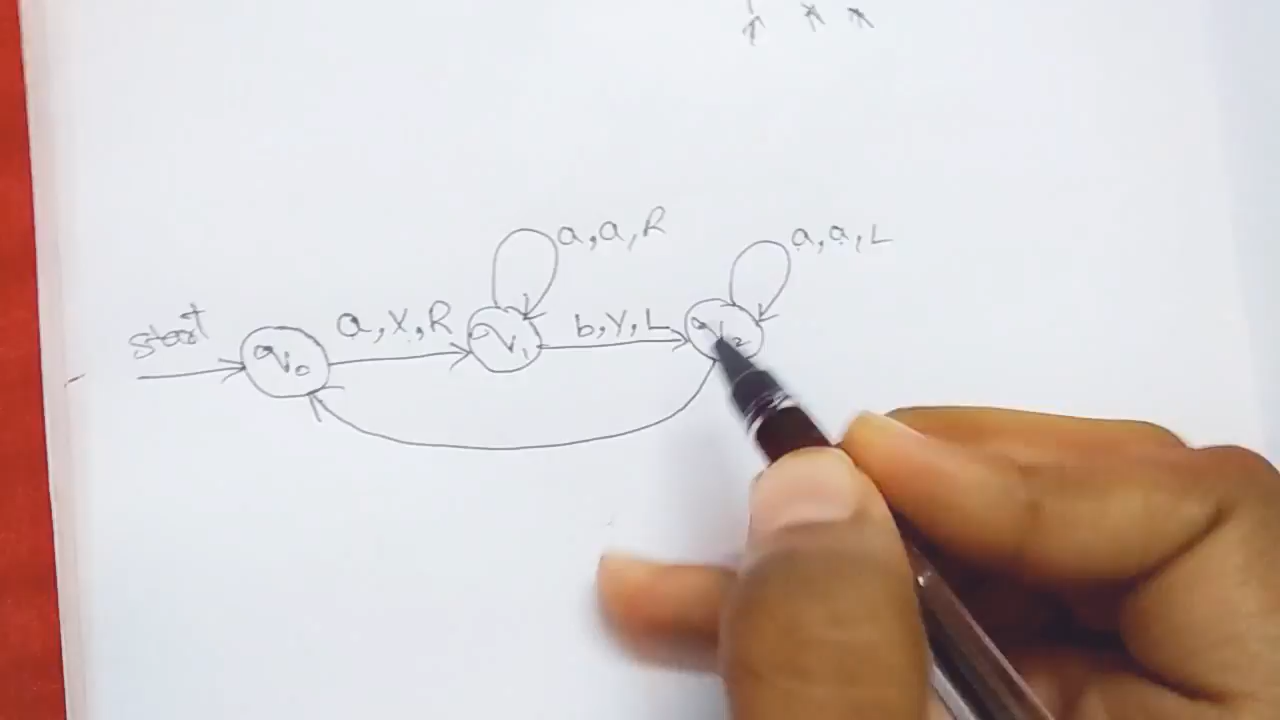 a, a, R
a, a, L
start
q₀
a, X, R
q₁
b, Y, L
q₂